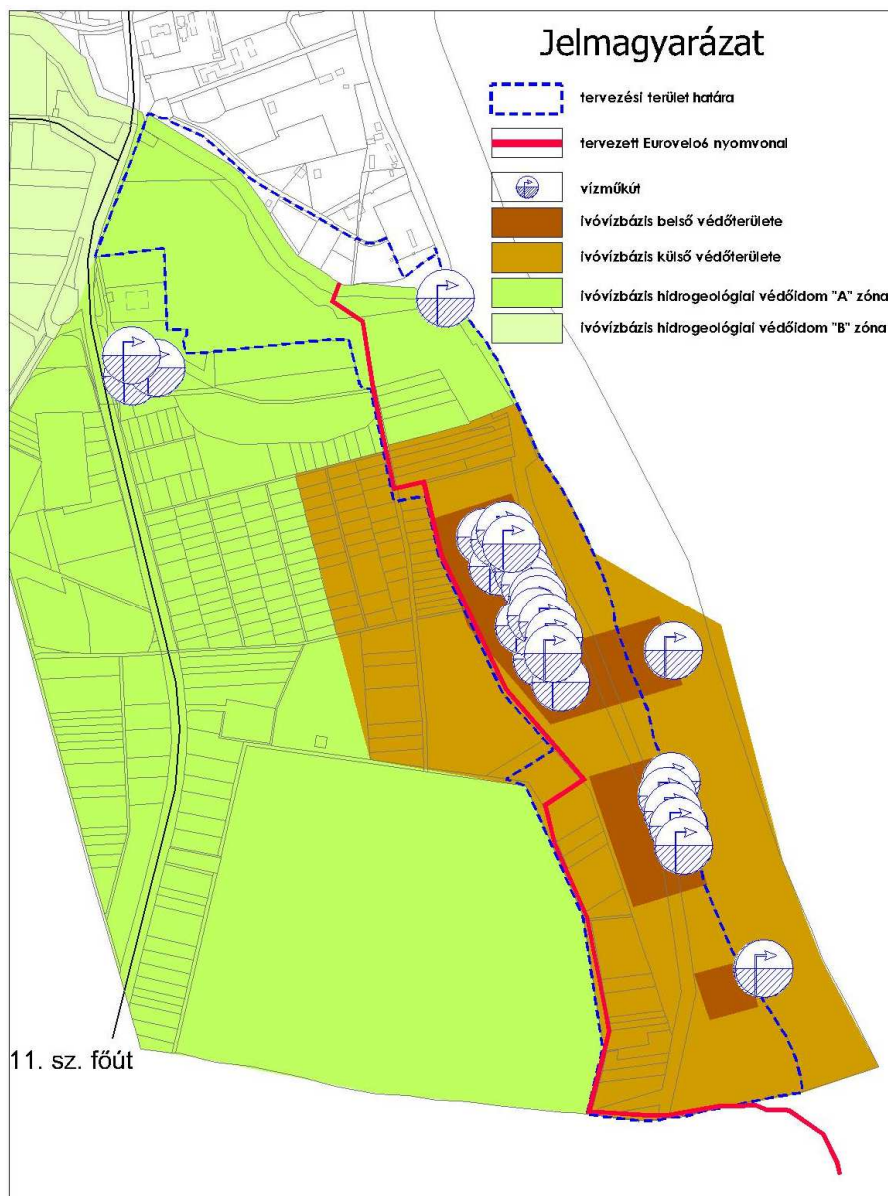 Jelmagyarázat
tervezési terület határa
tervezett Eurovelo6 nyomvonal
vízműkút
ivóvízbázis belső védőterülete
ivóvízbázis külső védőterülete
ivóvízbázis hidrogeológiai védőidom "A" zóna
ivóvízbázis hidrogeológiai védőidom "B" zóna
11. sz. főút